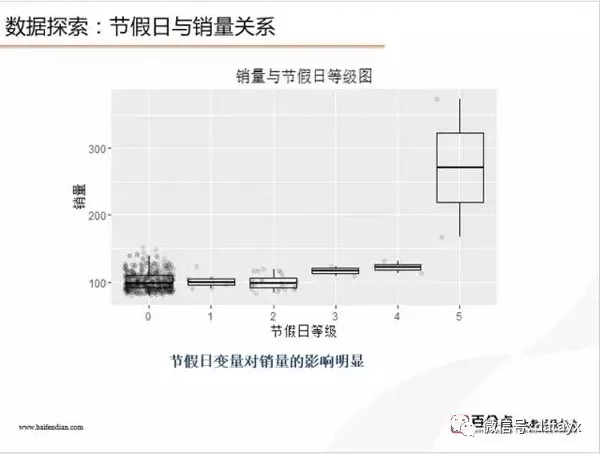 数据探索：节假日与销量关系
销量与节假日等级图
销量
300
200
100
0 1 2 3 4 5
节假日等级
节假日变量对销量的影响明显
www.baifendian.com
百分点
微信号: datayx